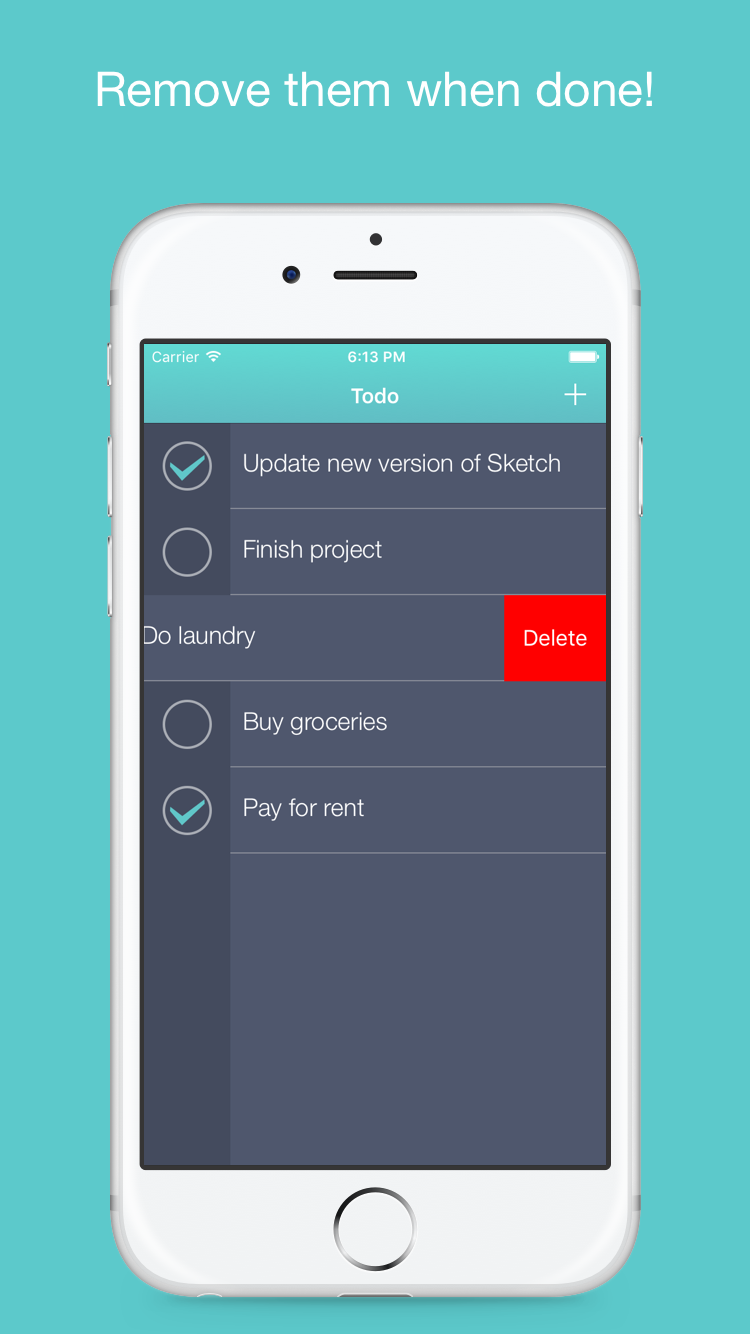 Remove them when done!
Carrier 6:13 PM
Todo
Update new version of Sketch
Finish project
Do laundry Delete
Buy groceries
Pay for rent